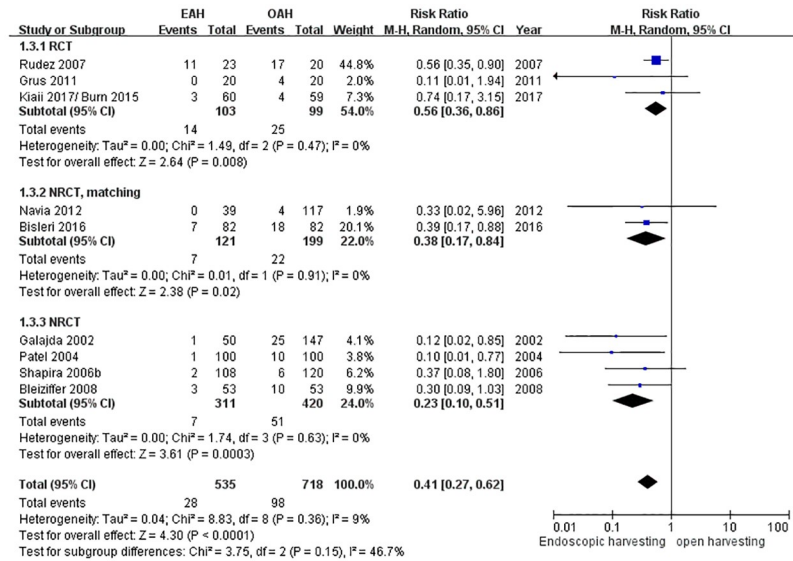 EAH OAH Risk Ratio Risk Ratio
Study or Subgroup Events Total Events Total Weight M-H, Random, 95% CI Year M-H, Random, 95% CI
1.3.1 RCT
Rudez 2007 11 23 17 20 44.8% 0.56 [0.35, 0.90] 2007
Grus 2011 0 20 4 20 2.0% 0.11 [0.01, 1.94] 2011
Kiaii 2017/ Burn 2015 3 60 4 59 7.3% 0.74 [0.17, 3.15] 2017
Subtotal (95% CI) 103 99 54.0% 0.56 [0.36, 0.86]
Total events 14 25
Heterogeneity: Tau² = 0.00; Chi² = 1.49, df = 2 (P = 0.47); I² = 0%
Test for overall effect: Z = 2.64 (P = 0.008)
1.3.2 NRCT, matching
Navia 2012 0 39 4 117 1.9% 0.33 [0.02, 5.96] 2012
Bisleri 2016 7 82 18 82 20.1% 0.39 [0.17, 0.88] 2016
Subtotal (95% CI) 121 199 22.0% 0.38 [0.17, 0.84]
Total events 7 22
Heterogeneity: Tau² = 0.00; Chi² = 0.01, df = 1 (P = 0.91); I² = 0%
Test for overall effect: Z = 2.38 (P = 0.02)
1.3.3 NRCT
Galajda 2002 1 50 25 147 4.1% 0.12 [0.02, 0.85] 2002
Patel 2004 1 100 10 100 3.8% 0.10 [0.01, 0.77] 2004
Shapira 2006b 2 108 6 120 6.2% 0.37 [0.08, 1.80] 2006
Bleiziffer 2008 3 53 10 53 9.9% 0.30 [0.09, 1.03] 2008
Subtotal (95% CI) 311 420 24.0% 0.23 [0.10, 0.51]
Total events 7 51
Heterogeneity: Tau² = 0.00; Chi² = 1.74, df = 3 (P = 0.63); I² = 0%
Test for overall effect: Z = 3.61 (P = 0.0003)
Total (95% CI) 535 718 100.0% 0.41 [0.27, 0.62]
Total events 28 98
Heterogeneity: Tau² = 0.04; Chi² = 8.83, df = 8 (P = 0.36); I² = 9%
Test for overall effect: Z = 4.30 (P < 0.0001)
Test for subgroup differences: Chi² = 3.75, df = 2 (P = 0.15), I² = 46.7%
0.01 0.1 1 10 100
Endoscopic harvesting open harvesting